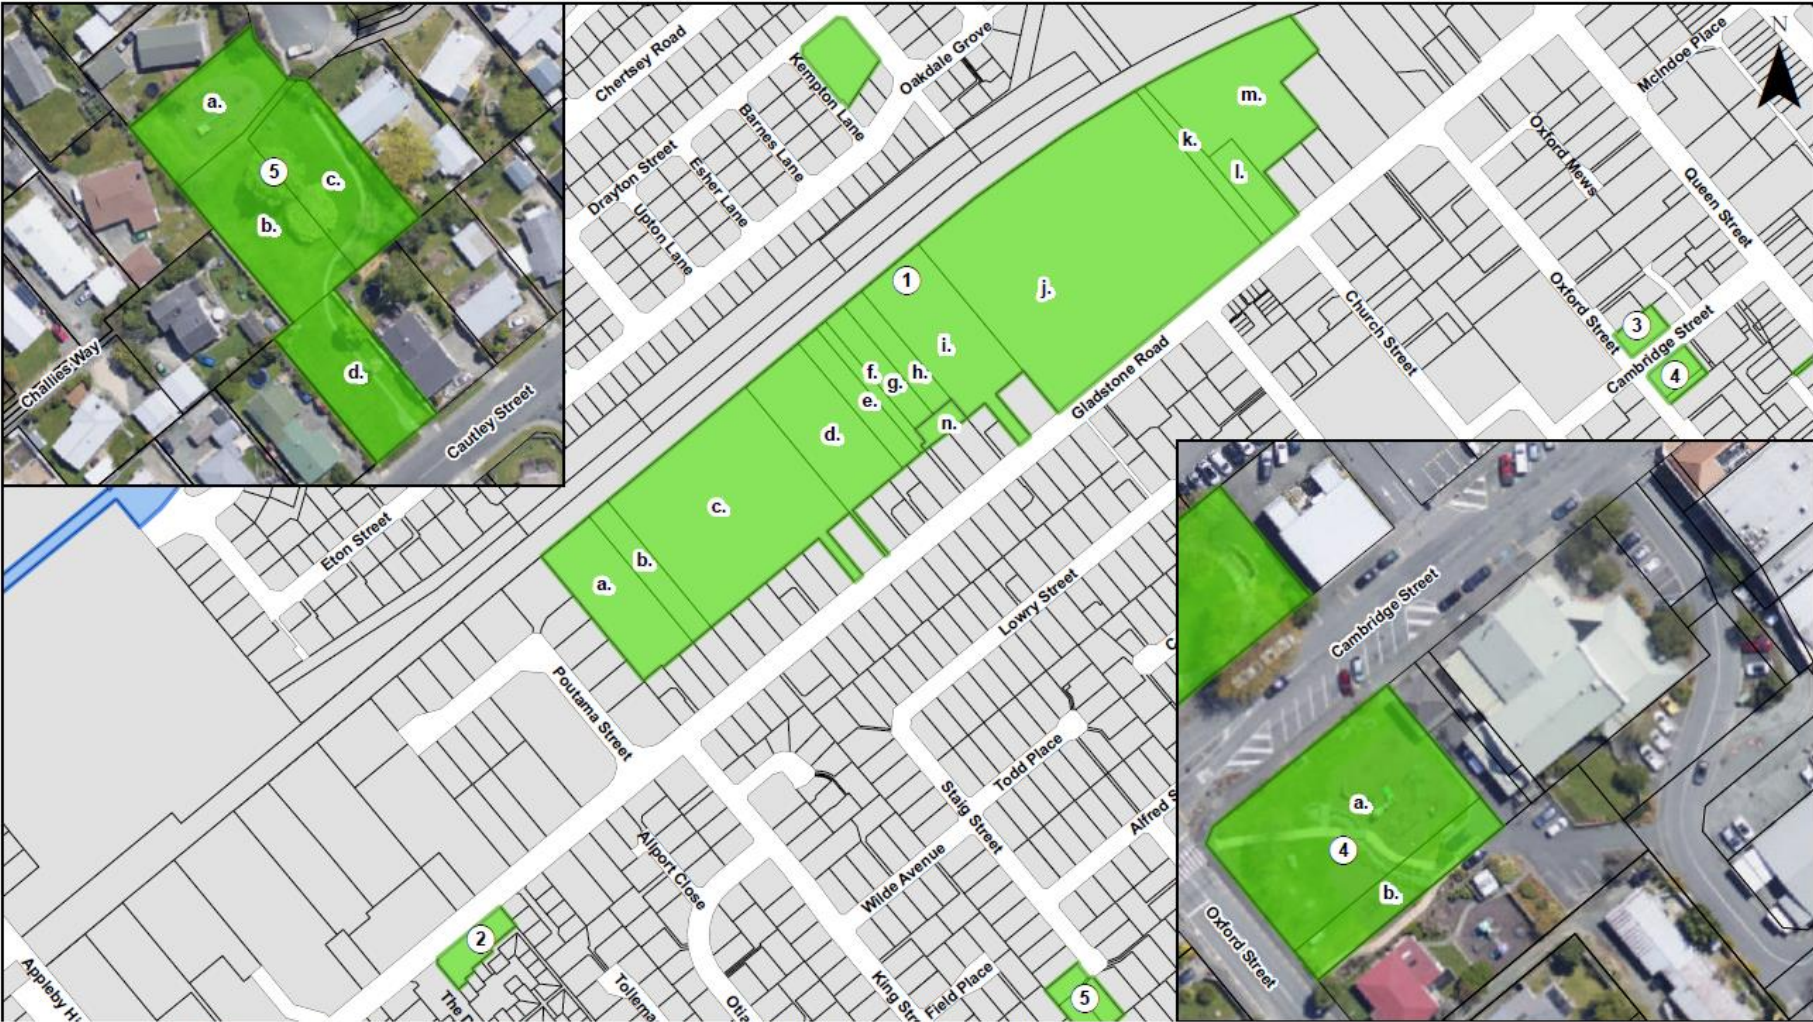 a.
5
c.
b.
d.
Challies Way
Cautley Street
Chertsey Road
Kempton Lane
Oakdale Grove
Barnes Lane
Drayton Street
Esher Lane
Upton Lane
N
McIndoe Place
Oxford Mews
Queen Street
Oxford Street
Cambridge Street
3
4
Church Street
Gladstone Road
m.
k.
l.
1
j.
i.
f.
g.
h.
e.
n.
d.
c.
b.
a.
Eton Street
Poutama Street
Lowry Street
Todd Place
Staig Street
Alfred S
Wilde Avenue
Allport Close
2
Appleby Hi
The
Tollema
Otia
King Str
Field Place
5
Cambridge Street
a.
4
b.
Oxford Street